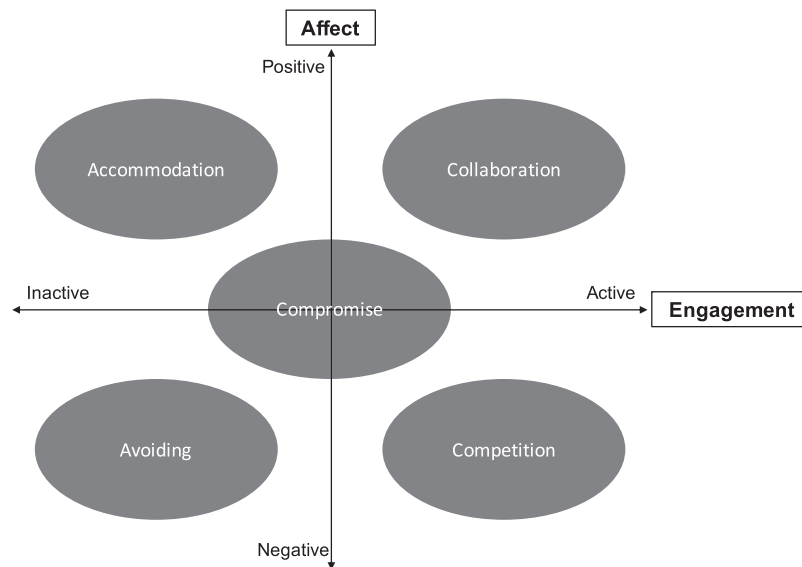 Affect
Positive
Accommodation
Collaboration
Inactive
Compromise
Active
Engagement
Avoiding
Competition
Negative